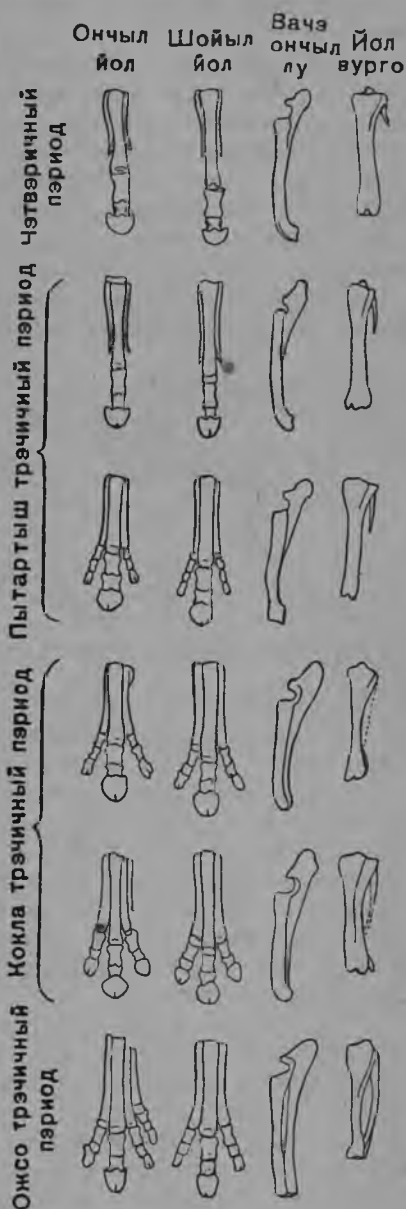 Ончыл йол
Шойыл йол
Вачэ ончыл лу
Йол вурго
Чэтвэричный пэриод
Пытартыш трэчичный пэриод
Кокла трэчичный пэриод
Ожсо трэчичный пэриод